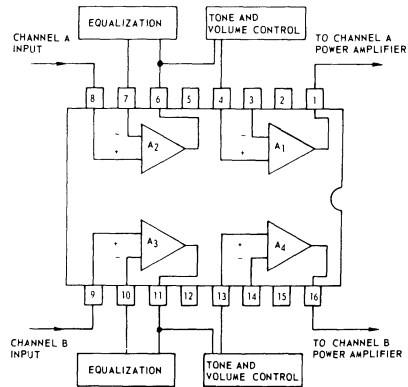 EQUALIZATION
TONE AND
VOLUME CONTROL
CHANNEL A
INPUT
TO CHANNEL A
POWER AMPLIFIER
8 7 6 5 4 3 2 1
− −
A2 A1
+ +
A3 A4
+ +
− −
9 10 11 12 13 14 15 16
CHANNEL B
INPUT
TO CHANNEL B
POWER AMPLIFIER
EQUALIZATION
TONE AND
VOLUME CONTROL